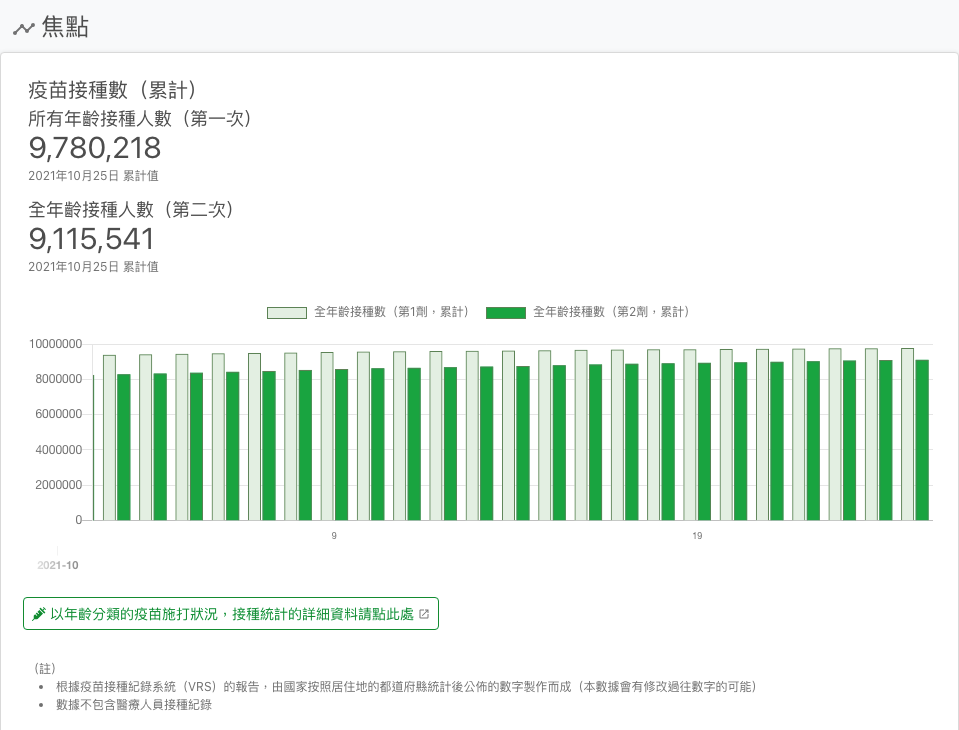 焦點
疫苗接種數（累計）
所有年齡接種人數（第一次）
9,780,218
2021年10月25日 累計值
全年齡接種人數（第二次）
9,115,541
2021年10月25日 累計值
全年齡接種數（第1劑，累計） 全年齡接種數（第2劑，累計）
10000000
8000000
6000000
4000000
2000000
0
9 19
2021-10
以年齡分類的疫苗施打狀況，接種統計的詳細資料請點此處
（註）
• 根據疫苗接種紀錄系統（VRS）的報告，由國家按照居住地的都道府縣統計後公佈的數字製作而成（本數據會有修改過往數字的可能）
• 數據不包含醫療人員接種紀錄